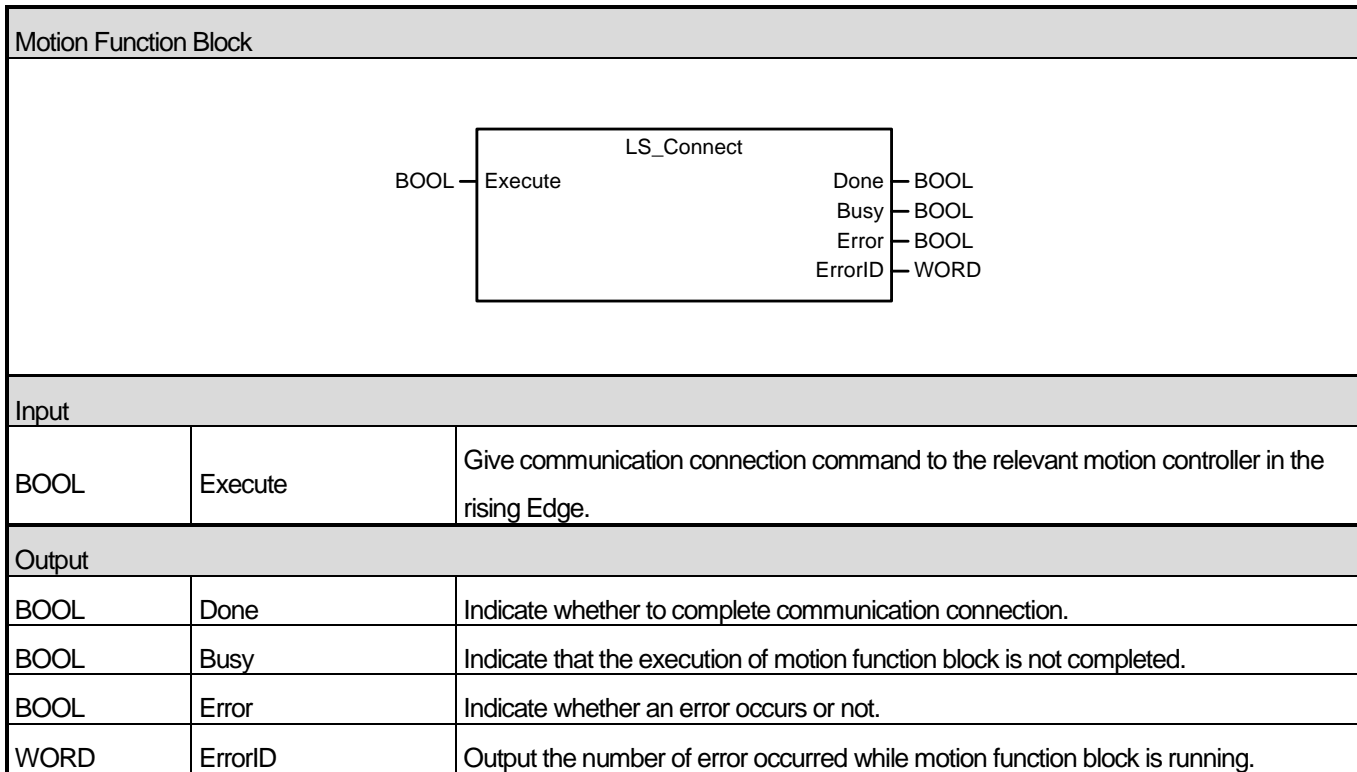 Motion Function Block
LS_Connect
BOOL Execute Done BOOL
Busy BOOL
Error BOOL
ErrorID WORD
Input
BOOL Execute Give communication connection command to the relevant motion controller in the
rising Edge.
Output
BOOL Done Indicate whether to complete communication connection.
BOOL Busy Indicate that the execution of motion function block is not completed.
BOOL Error Indicate whether an error occurs or not.
WORD ErrorID Output the number of error occurred while motion function block is running.